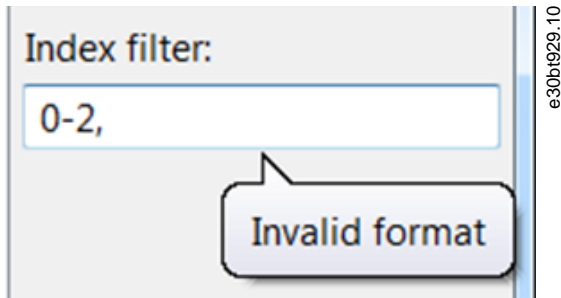 Index filter:
0-2,
Invalid format
e30bt929.10